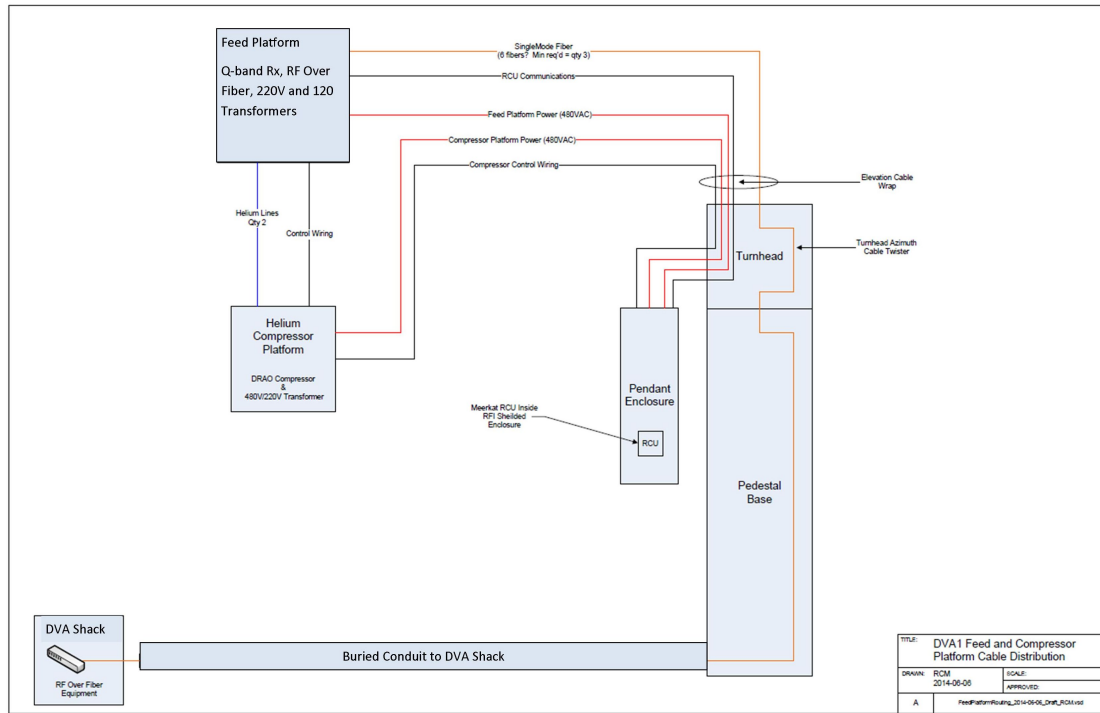 Feed Platform
Q-band Rx, RF Over
Fiber, 220V and 120
Transformers
SingleMode Fiber
(6 fibers? Min req'd = qty 3)
RCU Communications
Feed Platform Power (480VAC)
Compressor Platform Power (480VAC)
Compressor Control Wiring
Elevation Cable
Wrap
Helium Lines
Qty 2
Control Wiring
Turnhead
Turnhead Azimuth
Cable Twister
Helium
Compressor
Platform
DRAO Compressor
&
480V/220V Transformer
Pendant
Enclosure
Meerkat RCU Inside
RFI Sheilded
Enclosure
RCU
Pedestal
Base
DVA Shack
RF Over Fiber
Equipment
Buried Conduit to DVA Shack
TITLE: DVA1 Feed and Compressor
Platform Cable Distribution
DRAWN: RCM
2014-06-06
SCALE:
APPROVED:
A
FeedPlatformRouting_2014-06-06_Draft_RCM.vsd